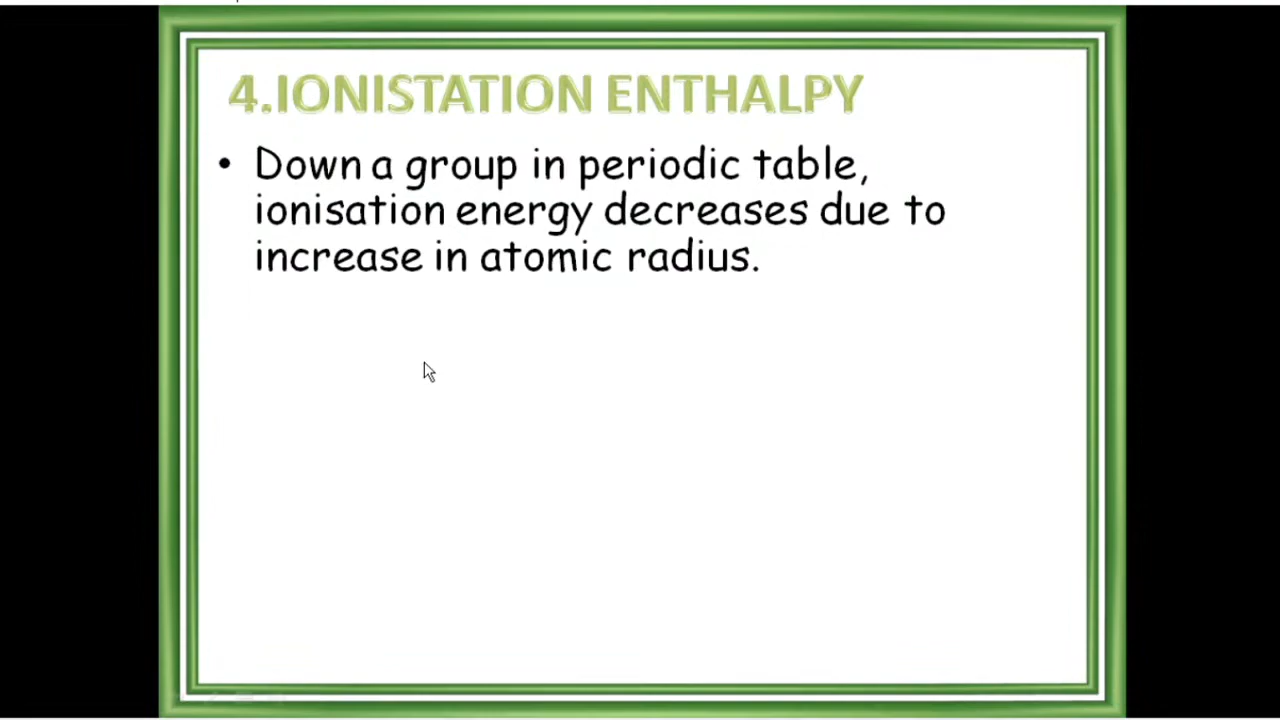 4.IONISTATION ENTHALPY
• Down a group in periodic table,
ionisation energy decreases due to
increase in atomic radius.